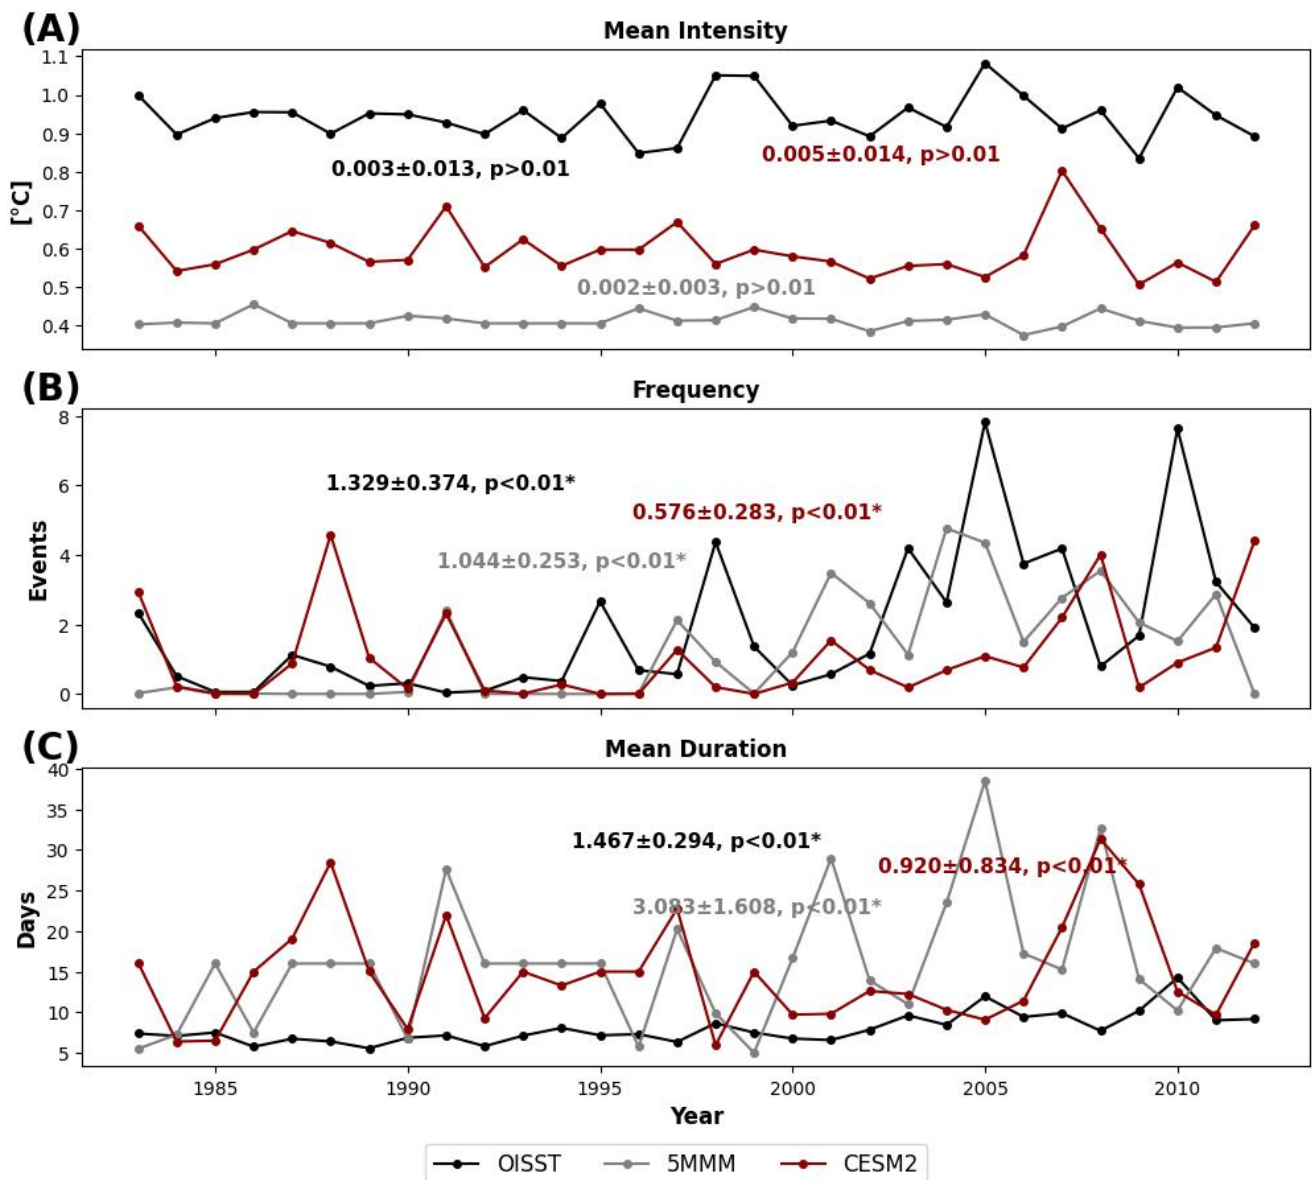 (A)
Mean Intensity
1.1
1.0
0.9
0.8
0.7
0.6
0.5
0.4
[°C]
0.003±0.013, p>0.01
0.005±0.014, p>0.01
0.002±0.003, p>0.01
(B)
Frequency
8
6
4
2
0
Events
1.329±0.374, p<0.01*
0.576±0.283, p<0.01*
1.044±0.253, p<0.01*
(C)
Mean Duration
40
35
30
25
20
15
10
5
Days
1.467±0.294, p<0.01*
0.920±0.834, p<0.01*
3.083±1.608, p<0.01*
1985 1990 1995 2000 2005 2010
Year
OISST 5MMM CESM2